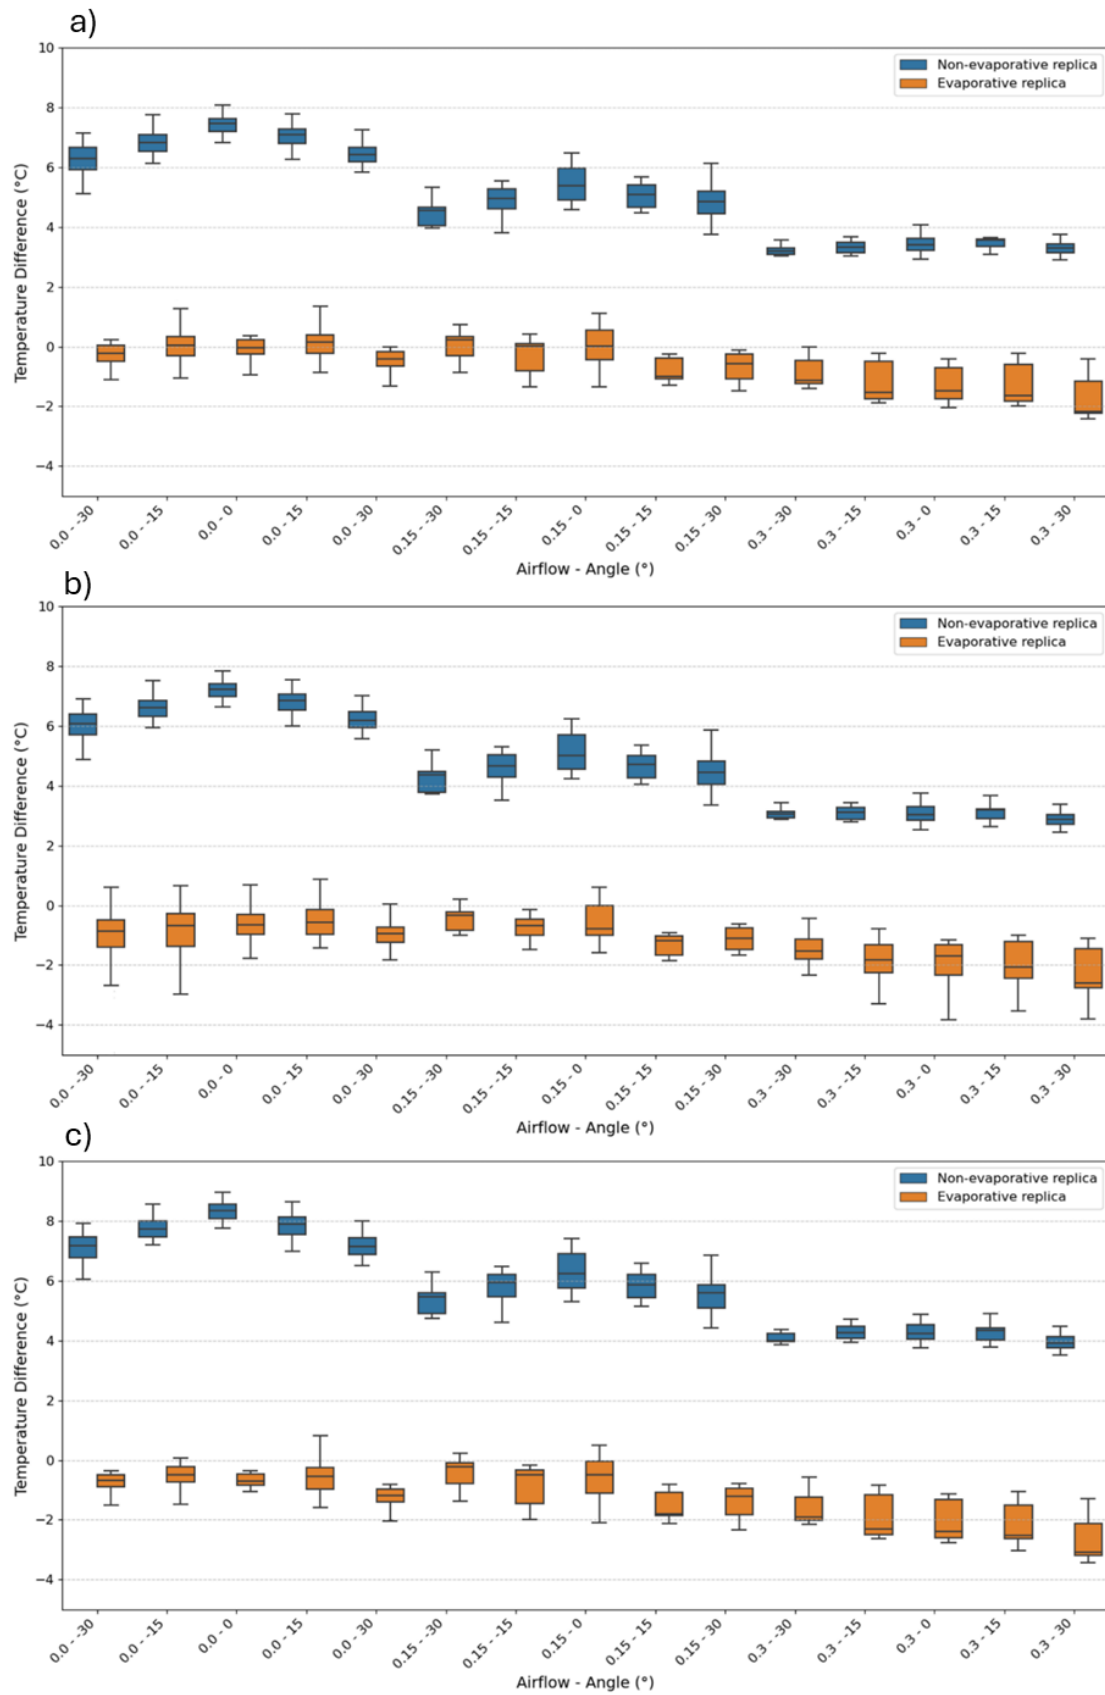 a)
10
8
6
4
2
0
−2
−4
Temperature Difference (°C)
Non-evaporative replica
Evaporative replica
0.0 - -30
0.0 - -15
0.0 - 0
0.0 - 15
0.0 - 30
0.15 - -30
0.15 - -15
0.15 - 0
0.15 - 15
0.15 - 30
0.3 - -30
0.3 - -15
0.3 - 0
0.3 - 15
0.3 - 30
Airflow - Angle (°)
b)
10
8
6
4
2
0
−2
−4
Temperature Difference (°C)
Non-evaporative replica
Evaporative replica
0.0 - -30
0.0 - -15
0.0 - 0
0.0 - 15
0.0 - 30
0.15 - -30
0.15 - -15
0.15 - 0
0.15 - 15
0.15 - 30
0.3 - -30
0.3 - -15
0.3 - 0
0.3 - 15
0.3 - 30
Airflow - Angle (°)
c)
10
8
6
4
2
0
−2
−4
Temperature Difference (°C)
Non-evaporative replica
Evaporative replica
0.0 - -30
0.0 - -15
0.0 - 0
0.0 - 15
0.0 - 30
0.15 - -30
0.15 - -15
0.15 - 0
0.15 - 15
0.15 - 30
0.3 - -30
0.3 - -15
0.3 - 0
0.3 - 15
0.3 - 30
Airflow - Angle (°)